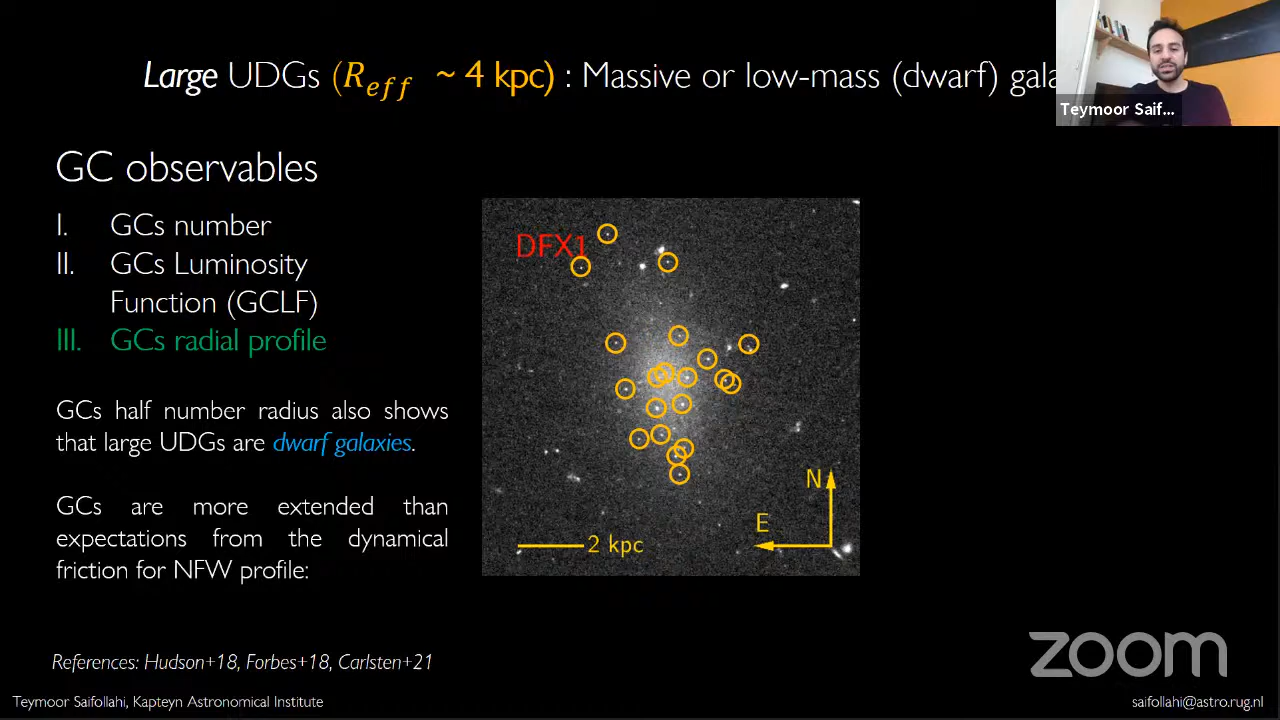 Large UDGs (Reff ~ 4 kpc) : Massive or low-mass (dwarf)
Teymoor Saif...
GC observables
I. GCs number
II. GCs Luminosity
Function (GCLF)
III. GCs radial profile
GCs half number radius also shows
that large UDGs are dwarf galaxies.
GCs are more extended than
expectations from the dynamical
friction for NFW profile:
DFX1
N
E
2 kpc
References: Hudson+18, Forbes+18, Carlsten+21
zoom
Teymoor Saifollahi, Kapteyn Astronomical Institute
saifollahi@astro.rug.nl